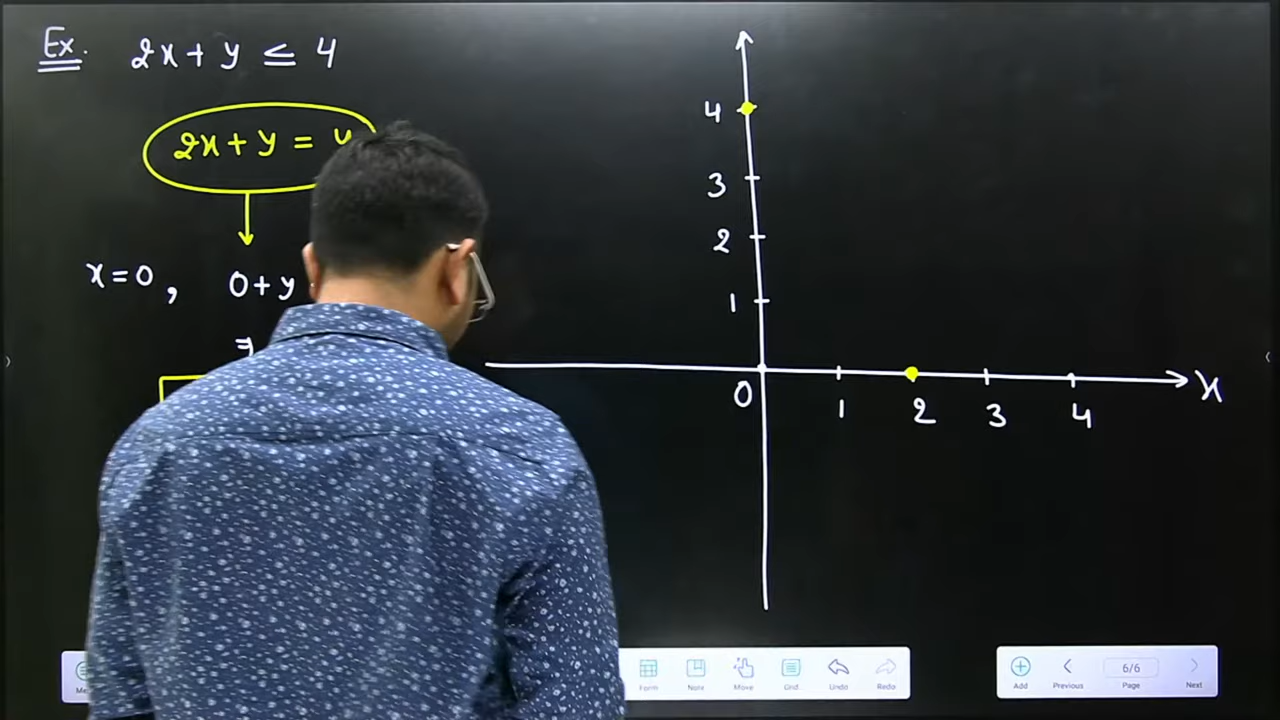 Ex. 2x + y ≤ 4
2x + y = 4
x = 0 , 0 + y
⇒
4
3
2
1
0 1 2 3 4 x
Form Note Move Grid Undo Redo
Add Previous 6/6 Page Next